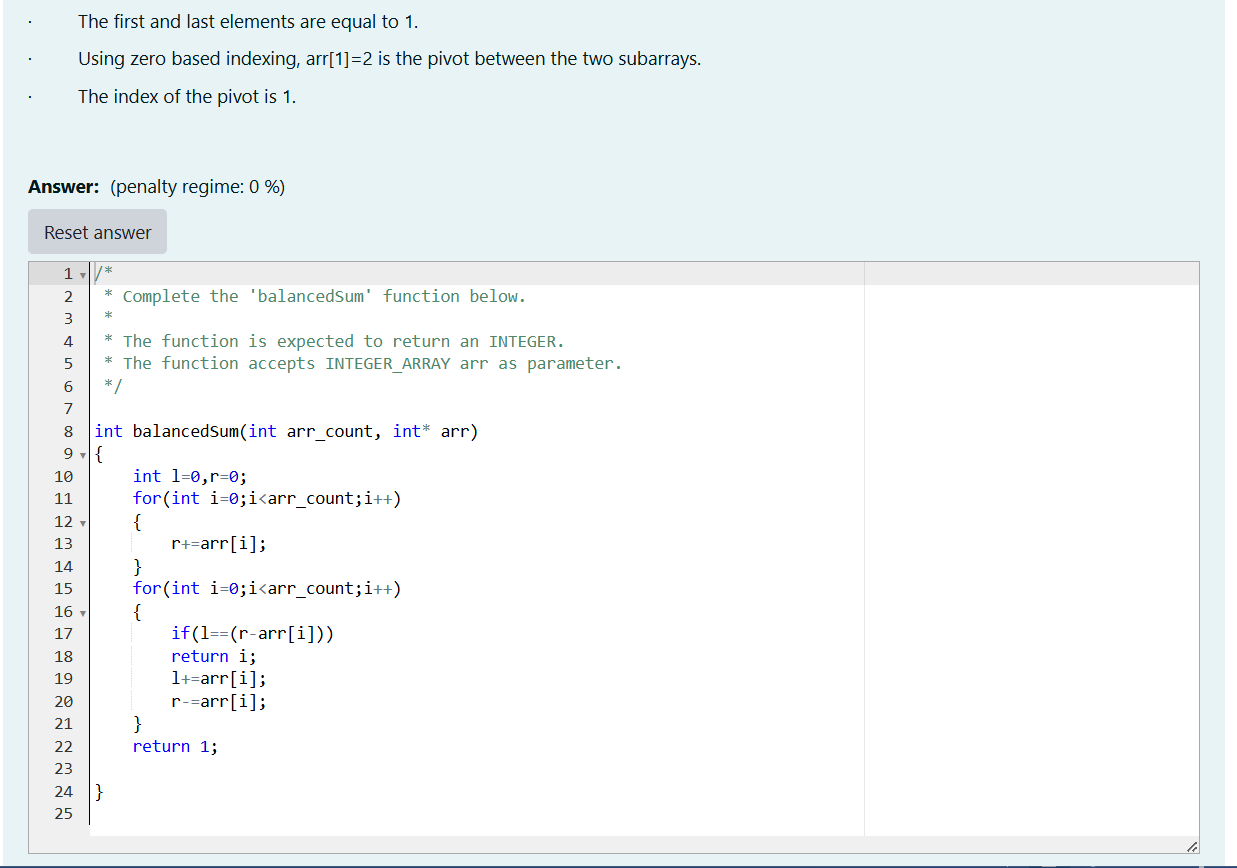 · The first and last elements are equal to 1.
· Using zero based indexing, arr[1]=2 is the pivot between the two subarrays.
· The index of the pivot is 1.
Answer: (penalty regime: 0 %)
Reset answer
1 /*
2  * Complete the 'balancedSum' function below.
3  *
4  * The function is expected to return an INTEGER.
5  * The function accepts INTEGER_ARRAY arr as parameter.
6  */
7
8 int balancedSum(int arr_count, int* arr)
9 {
10     int l=0,r=0;
11     for(int i=0;i<arr_count;i++)
12     {
13         r+=arr[i];
14     }
15     for(int i=0;i<arr_count;i++)
16     {
17         if(l==(r-arr[i]))
18         return i;
19         l+=arr[i];
20         r-=arr[i];
21     }
22     return 1;
23
24 }
25